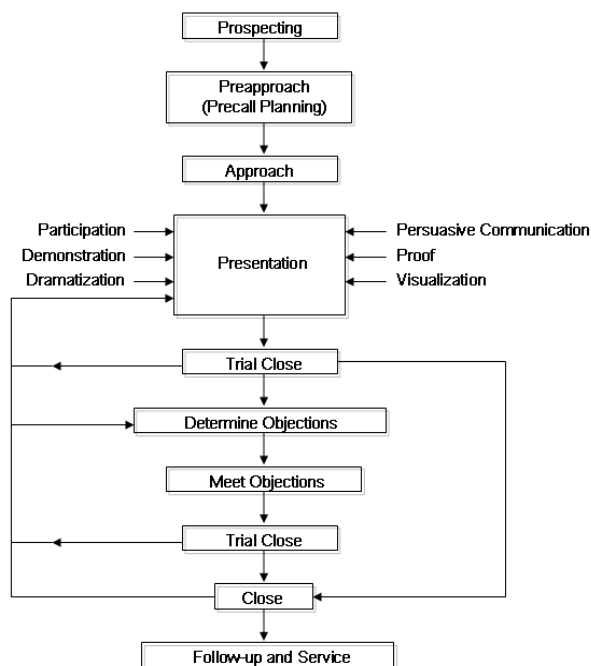 Prospecting
Preapproach
(Precall Planning)
Approach
Participation
Demonstration
Dramatization
Presentation
Persuasive Communication
Proof
Visualization
Trial Close
Determine Objections
Meet Objections
Trial Close
Close
Follow-up and Service